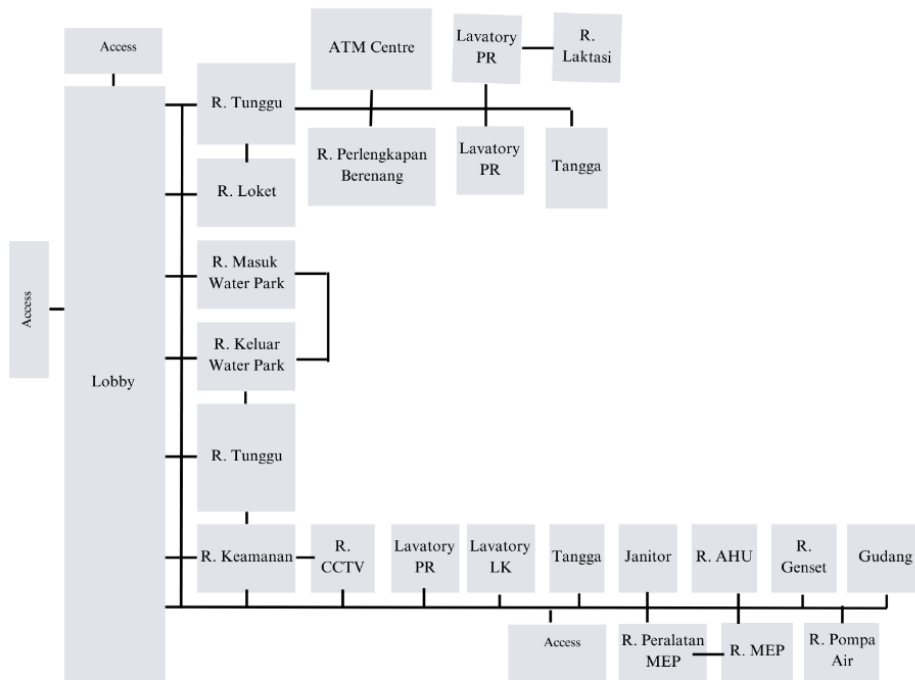 Access
ATM Centre
Lavatory
PR
R.
Laktasi
R. Tunggu
R. Perlengkapan
Berenang
Lavatory
PR
Tangga
R. Loket
R. Masuk
Water Park
Access
R. Keluar
Water Park
Lobby
R. Tunggu
R. Keamanan
R.
CCTV
Lavatory
PR
Lavatory
LK
Tangga
Janitor
R. AHU
R.
Genset
Gudang
Access
R. Peralatan
MEP
R. MEP
R. Pompa
Air